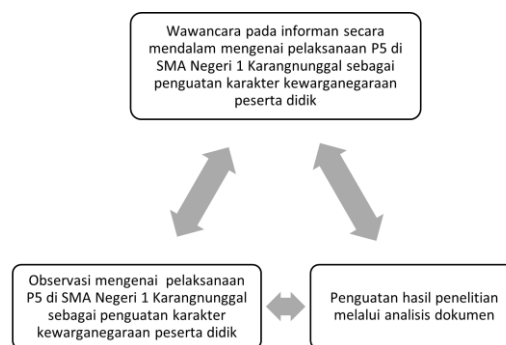 Wawancara pada informan secara
mendalam mengenai pelaksanaan P5 di
SMA Negeri 1 Karangnunggal sebagai
penguatan karakter kewarganegaraan
peserta didik
Observasi mengenai pelaksanaan
P5 di SMA Negeri 1 Karangnunggal
sebagai penguatan karakter
kewarganegaraan peserta didik
Penguatan hasil penelitian
melalui analisis dokumen